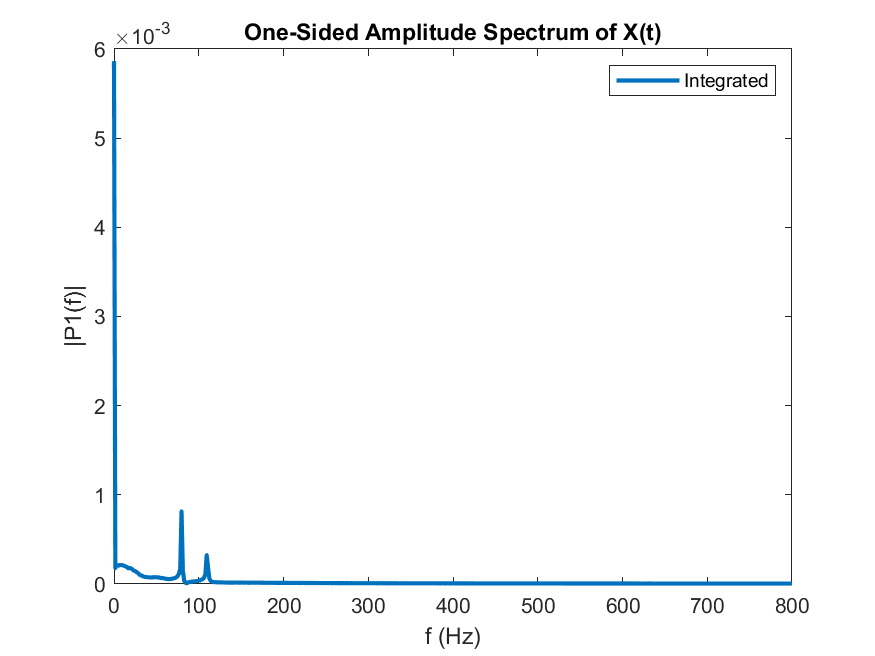 One-Sided Amplitude Spectrum of X(t)
×10-3
Integrated
6
5
4
3
2
1
0
|P1(f)|
0 100 200 300 400 500 600 700 800
f (Hz)